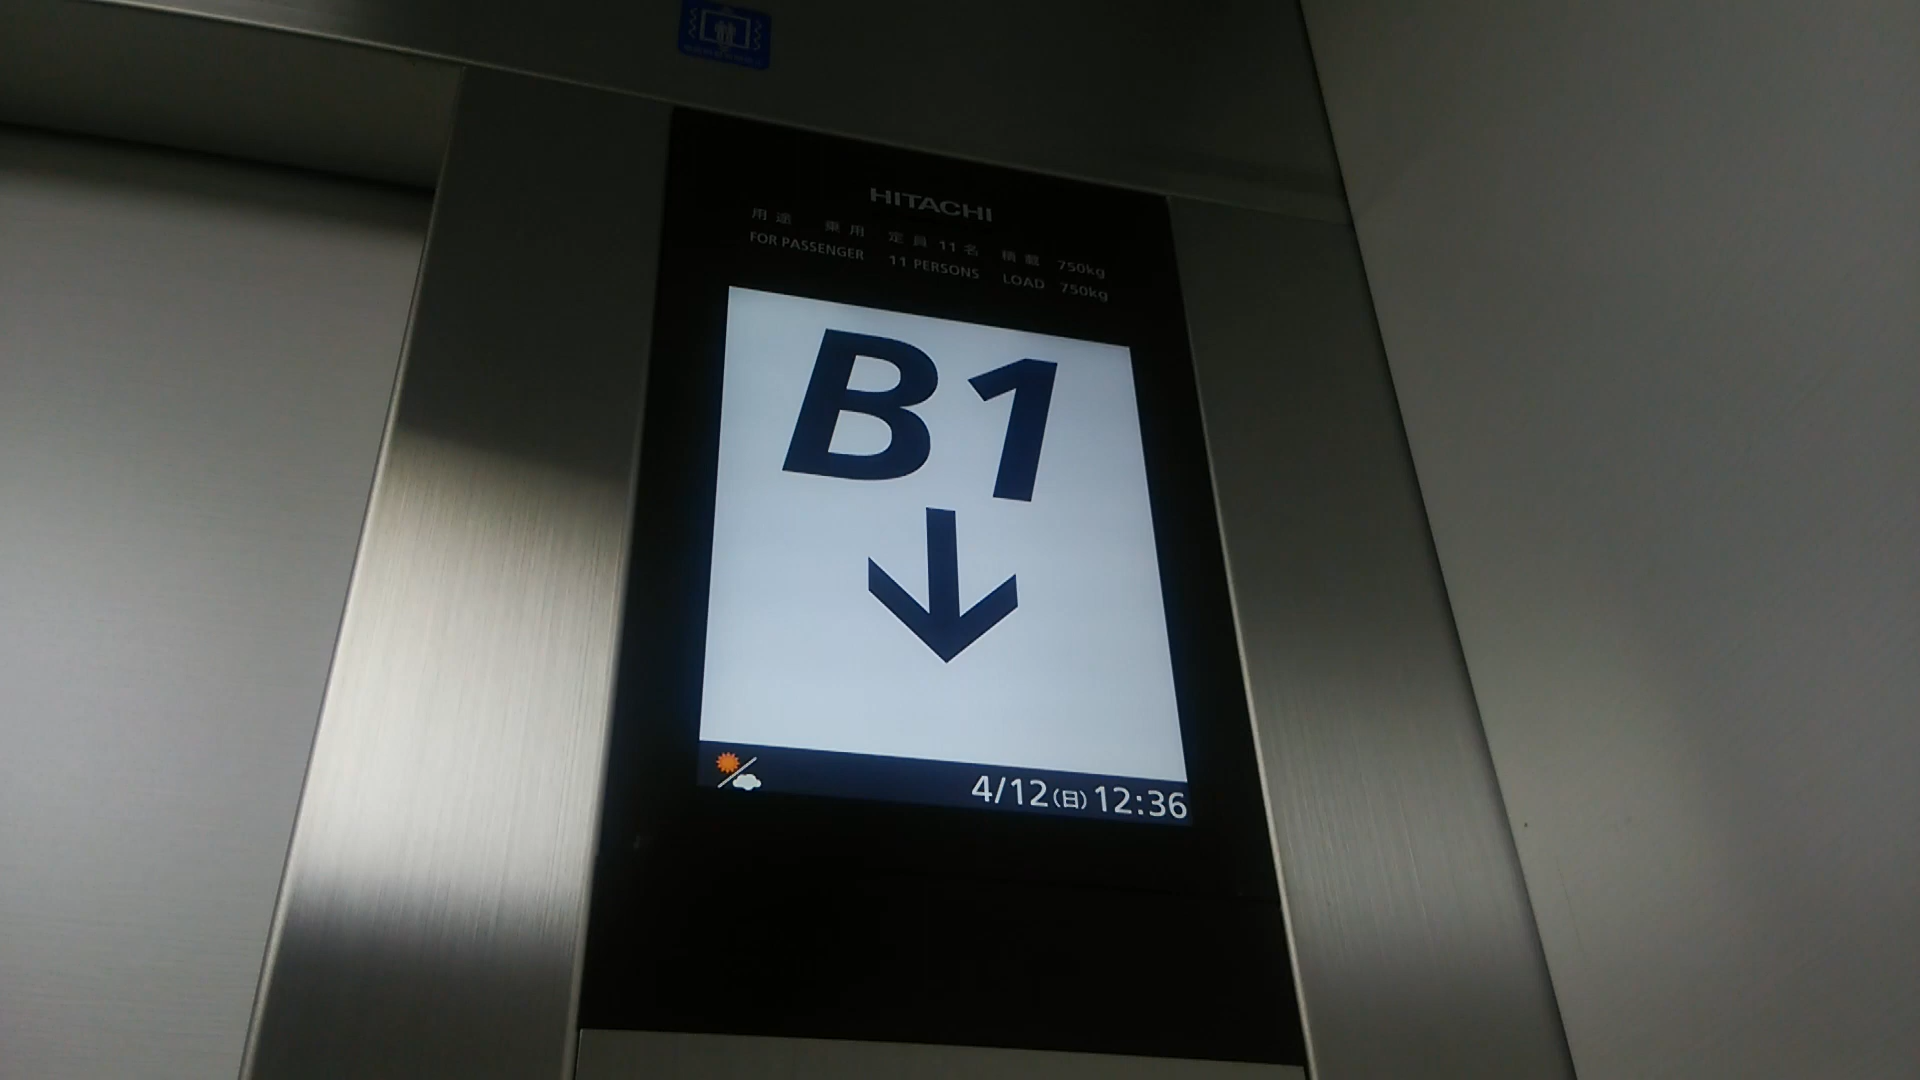 HITACHI
用途 乗用 定員 11 名 積載 750kg
FOR PASSENGER 11 PERSONS LOAD 750kg
B1
↓
4/12(日) 12:36